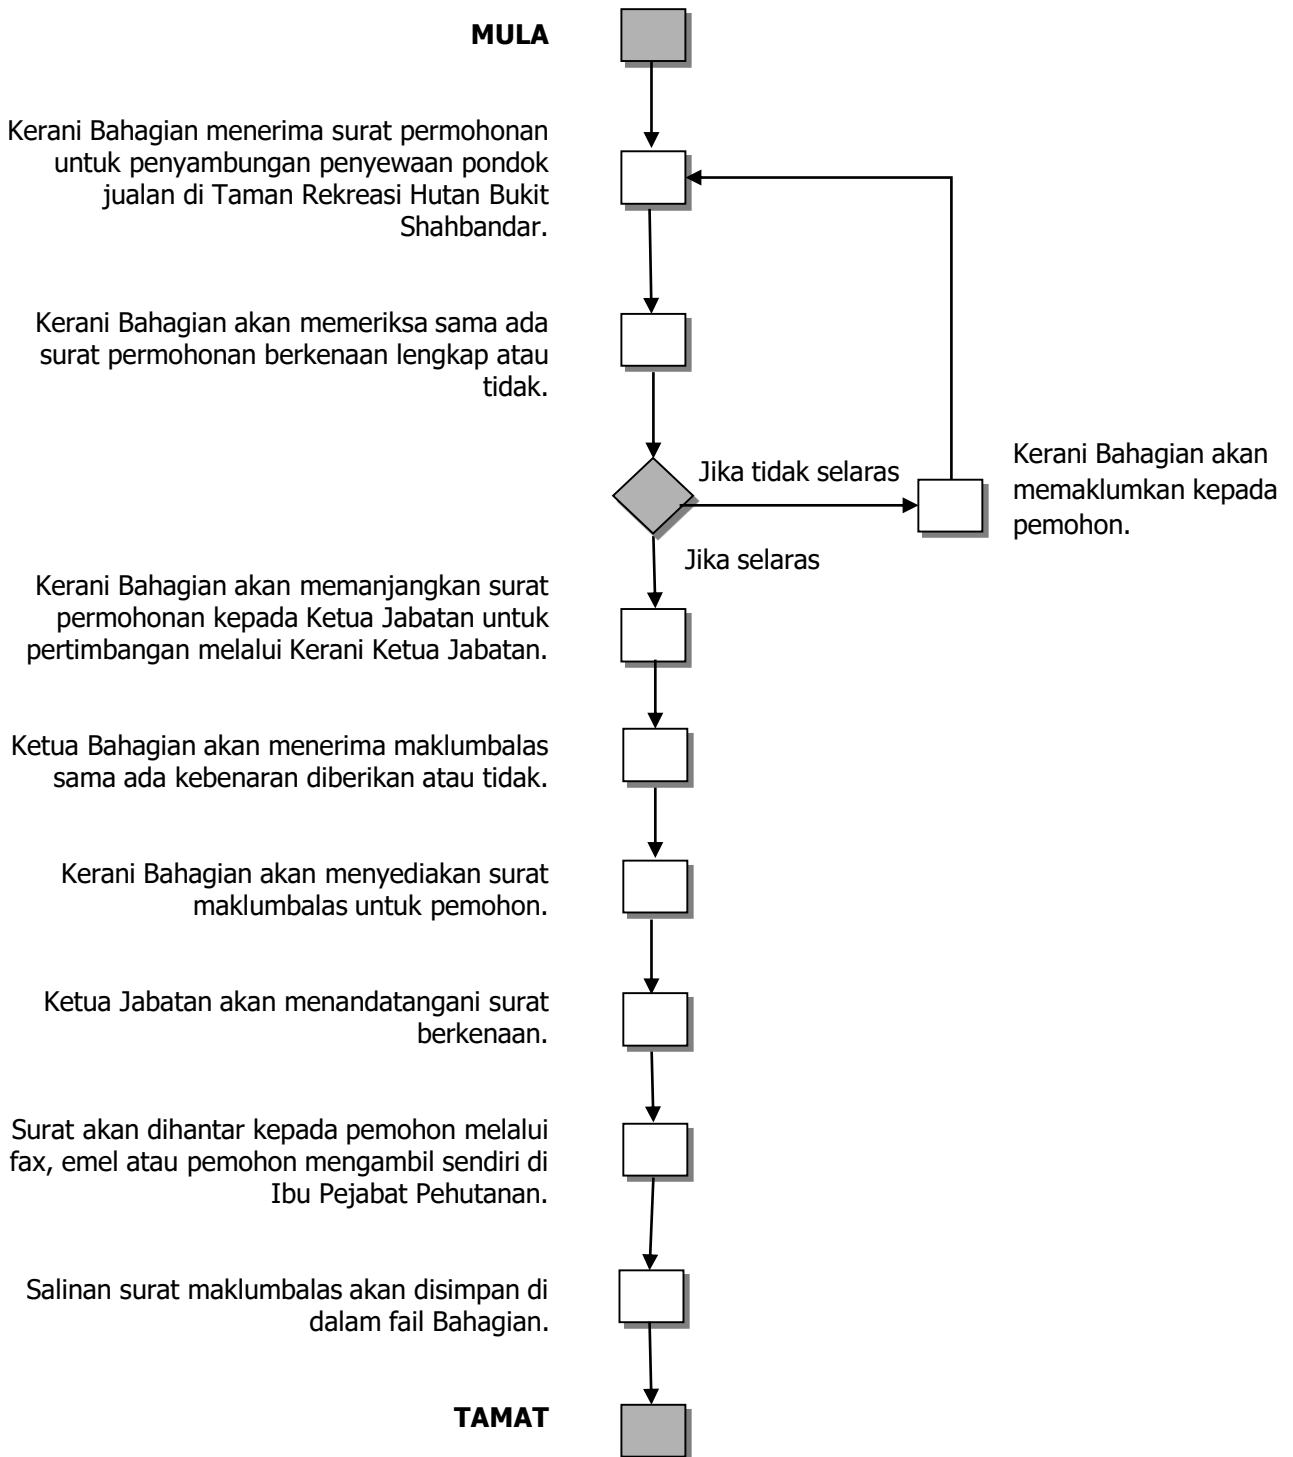 MULA
Kerani Bahagian menerima surat permohonan
untuk penyambungan penyewaan pondok
jualan di Taman Rekreasi Hutan Bukit
Shahbandar.
Kerani Bahagian akan memeriksa sama ada
surat permohonan berkenaan lengkap atau
tidak.
Jika tidak selaras
Kerani Bahagian akan
memaklumkan kepada
pemohon.
Jika selaras
Kerani Bahagian akan memanjangkan surat
permohonan kepada Ketua Jabatan untuk
pertimbangan melalui Kerani Ketua Jabatan.
Ketua Bahagian akan menerima maklumbalas
sama ada kebenaran diberikan atau tidak.
Kerani Bahagian akan menyediakan surat
maklumbalas untuk pemohon.
Ketua Jabatan akan menandatangani surat
berkenaan.
Surat akan dihantar kepada pemohon melalui
fax, emel atau pemohon mengambil sendiri di
Ibu Pejabat Pehutanan.
Salinan surat maklumbalas akan disimpan di
dalam fail Bahagian.
TAMAT